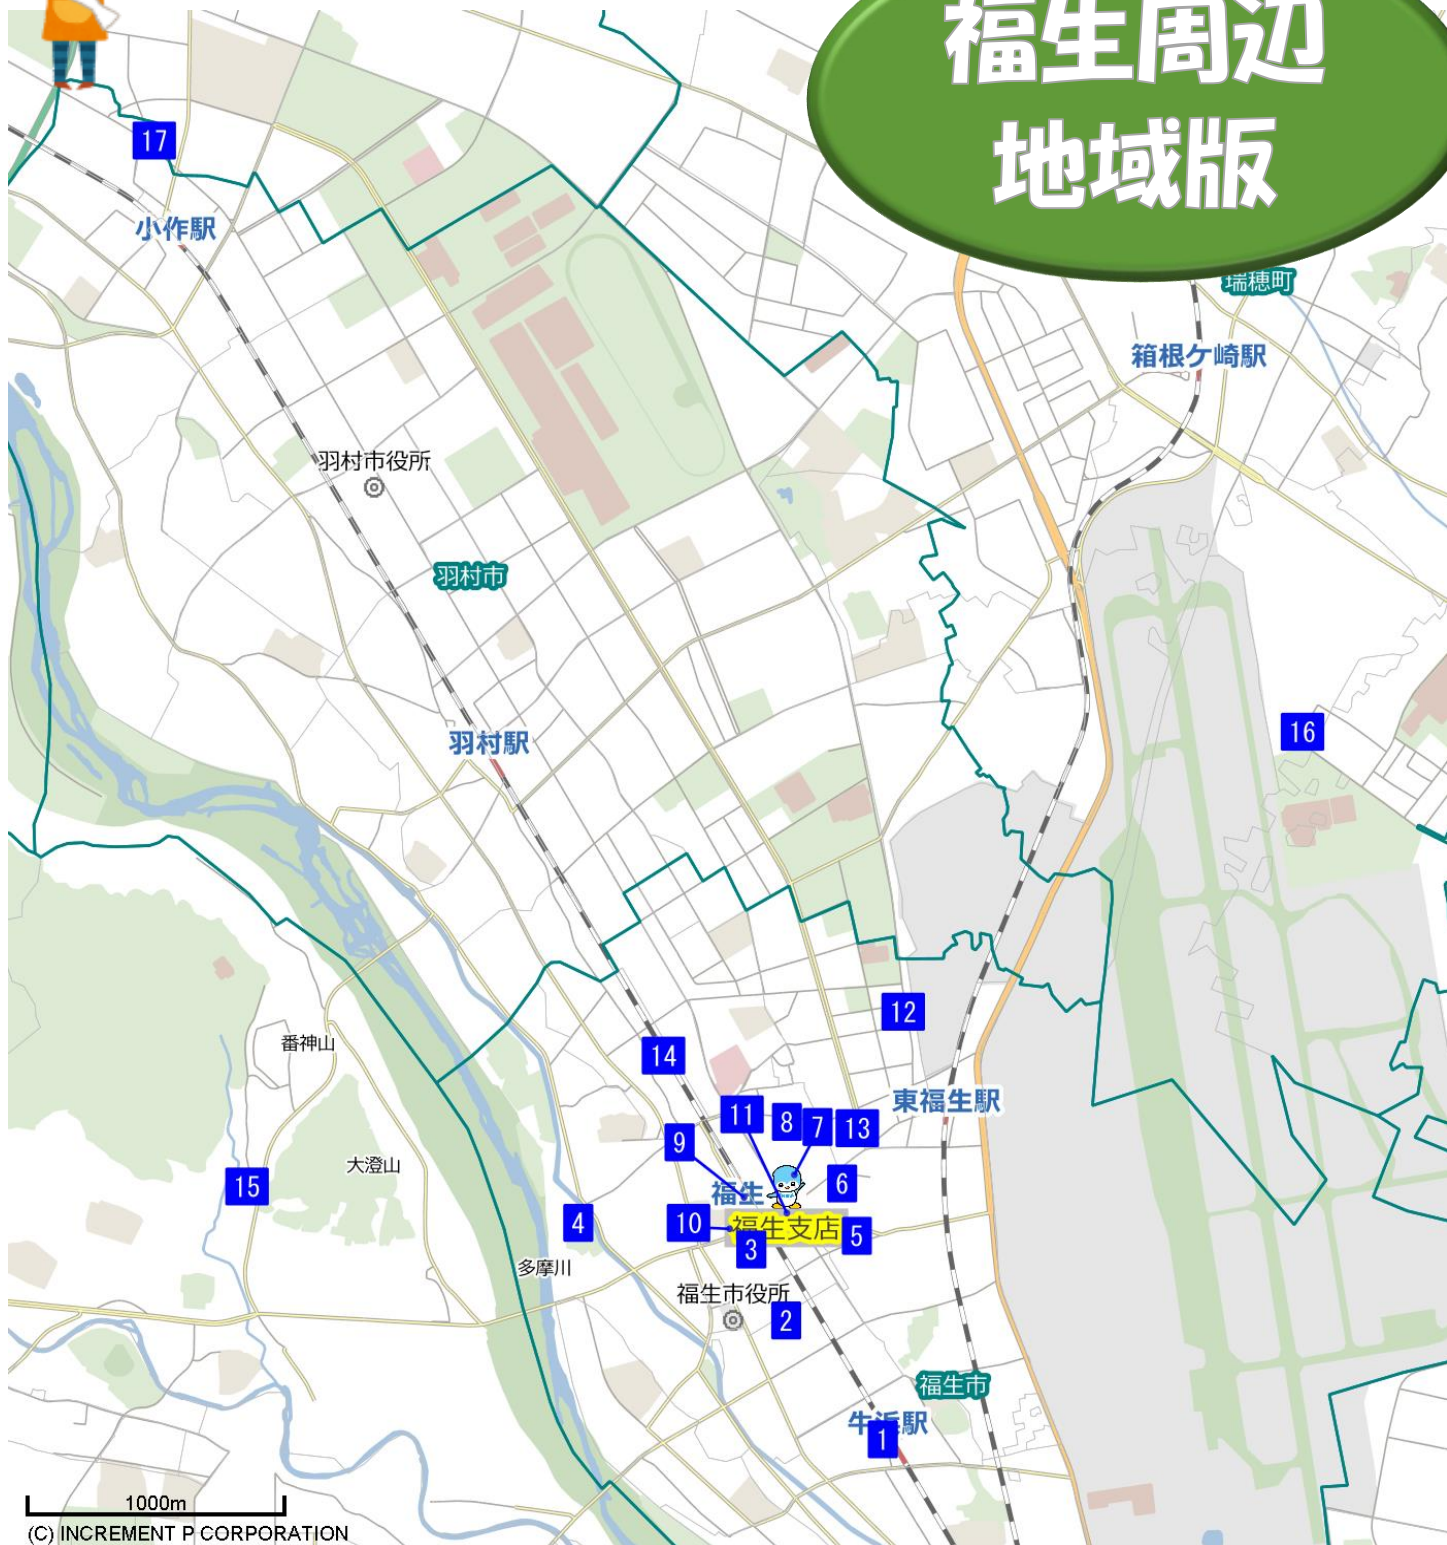 福生周辺
地域版
17
小作駅
瑞穂町
箱根ケ崎駅
羽村市役所
羽村市
16
羽村駅
12
番神山
14
東福生駅
11
8
7
13
9
大澄山
15
6
福生
4
10
福生支店
5
3
多摩川
福生市役所
2
福生市
牛浜駅
1
1000m
(C) INCREMENT P CORPORATION